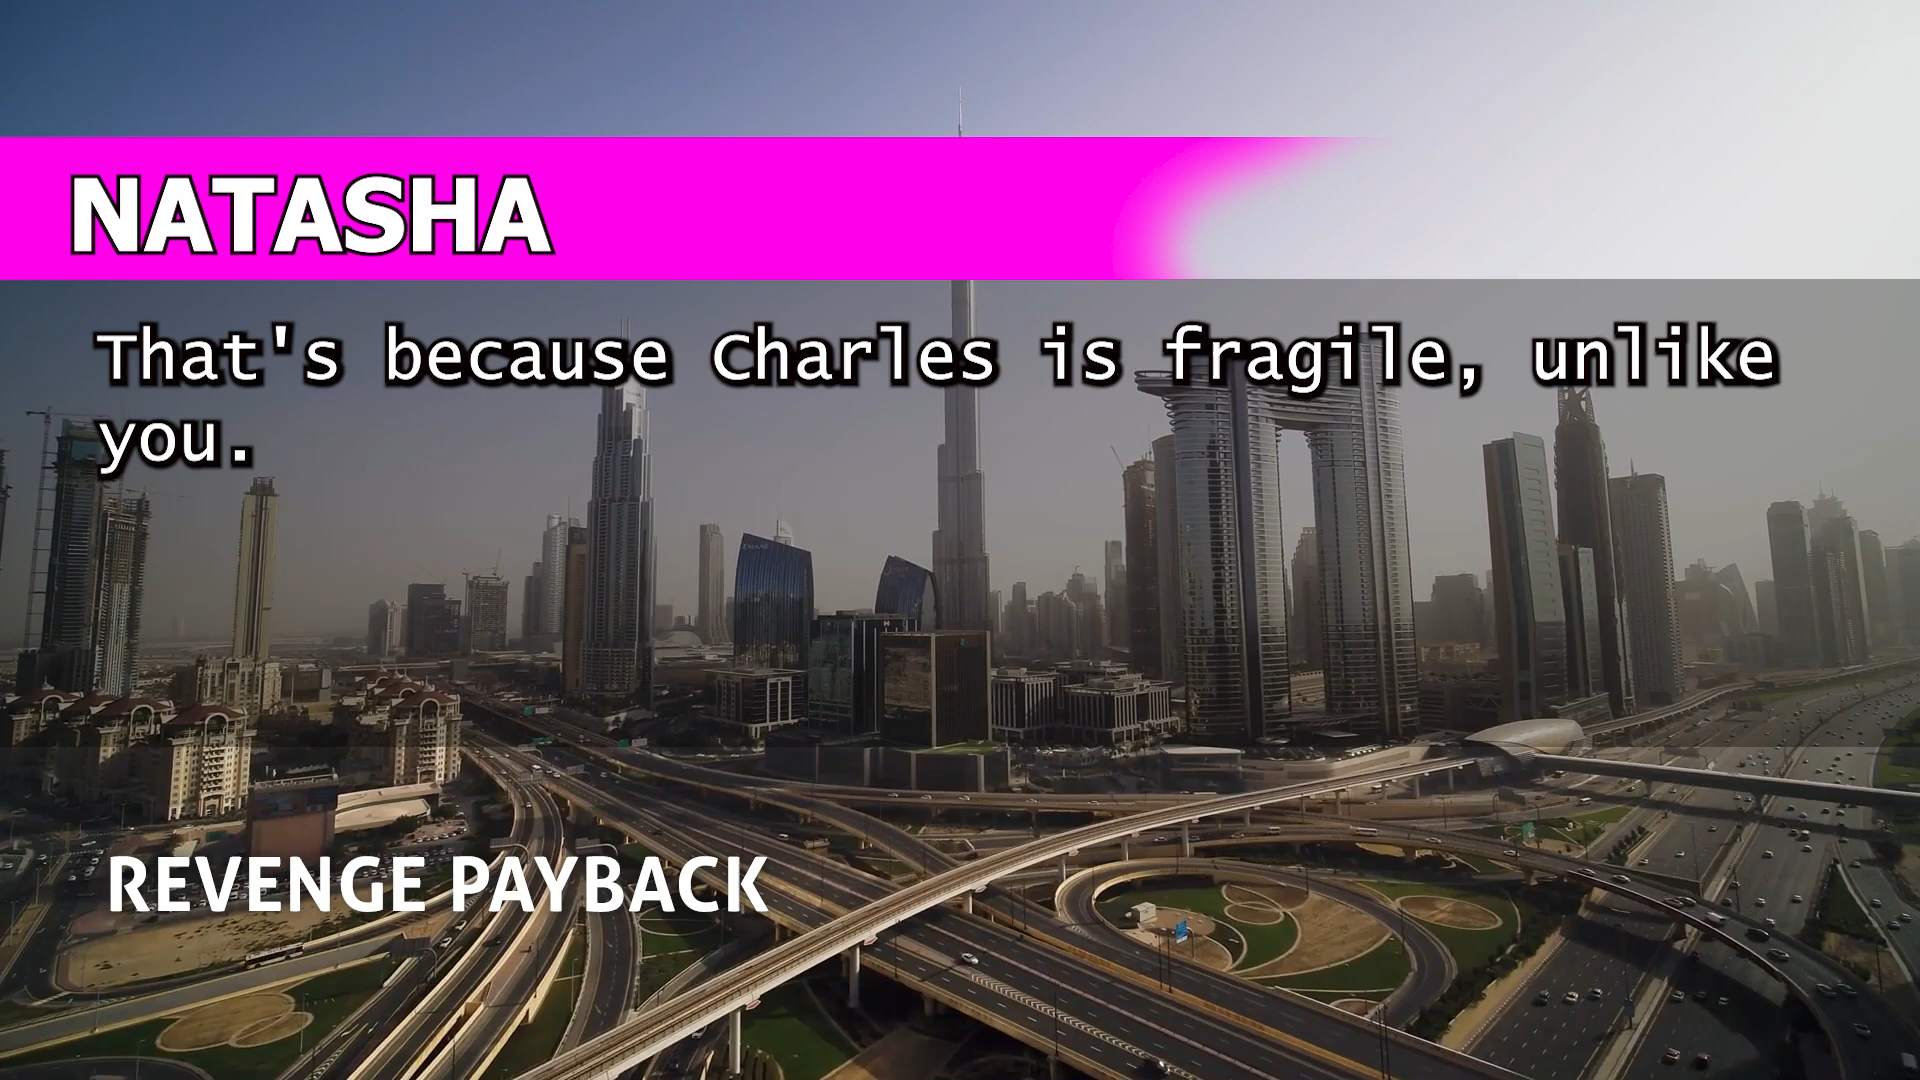 NATASHA
That's because Charles is fragile, unlike
you.
REVENGE PAYBACK